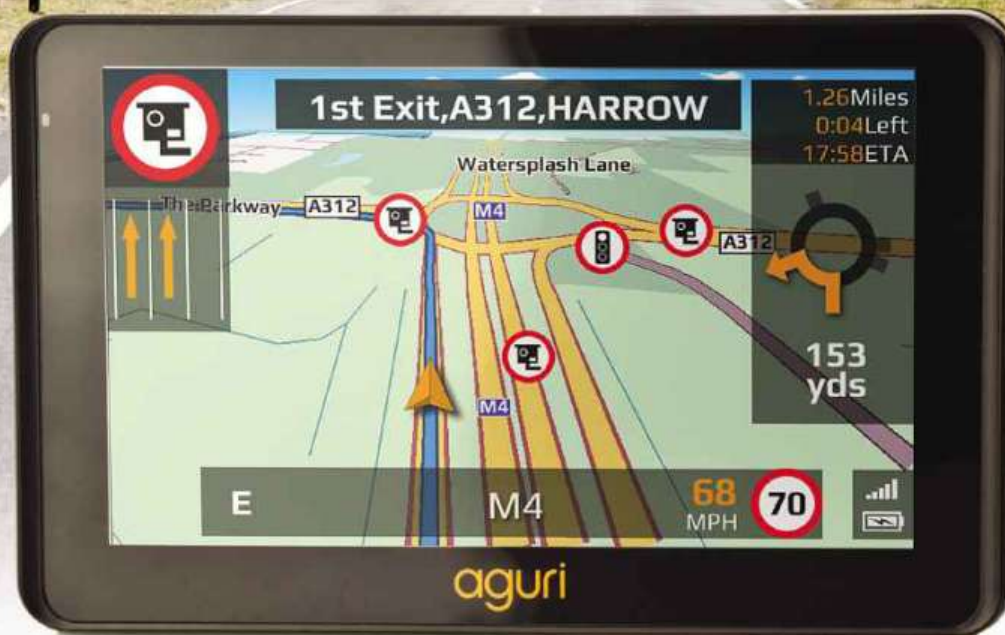 1st Exit,A312,HARROW
1.26Miles
0:04Left
17:58ETA
Watersplash Lane
The Parkway
A312
M4
A312
153
yds
M4
E
M4
68
MPH
70
aguri